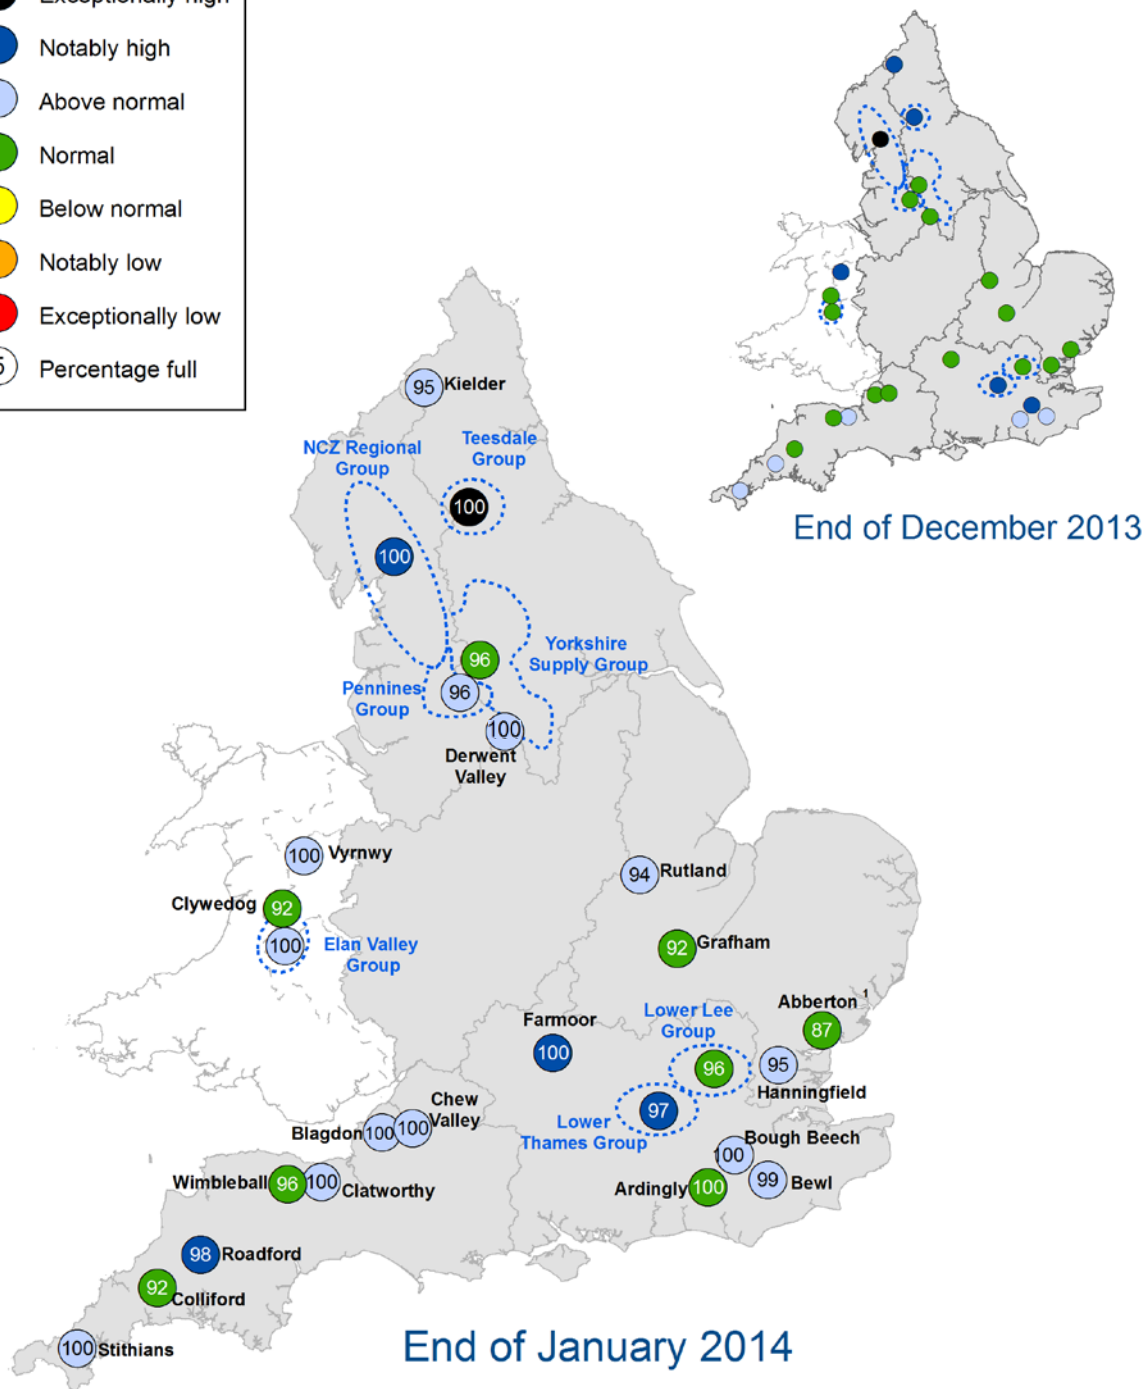 Exceptionally high
Notably high
Above normal
Normal
Below normal
Notably low
Exceptionally low
Percentage full
End of December 2013
95 Kielder
NCZ Regional
Group
Teesdale
Group
100
100
Yorkshire
Supply Group
96
Pennines
Group
96
100
Derwent
Valley
100 Vyrnwy
Clywedog 92
100
Elan Valley
Group
94 Rutland
92 Grafham
Abberton 1
87
Lower Lee
Group
Farmoor
100
96
95
Hanningfield
97
Lower
Thames Group
Chew
Valley
Blagdon 100 100
Bough Beech
100
Wimbleball 96 100 Clatworthy
Ardingly 100
99 Bewl
98 Roadford
92
Colliford
100 Stithians
End of January 2014